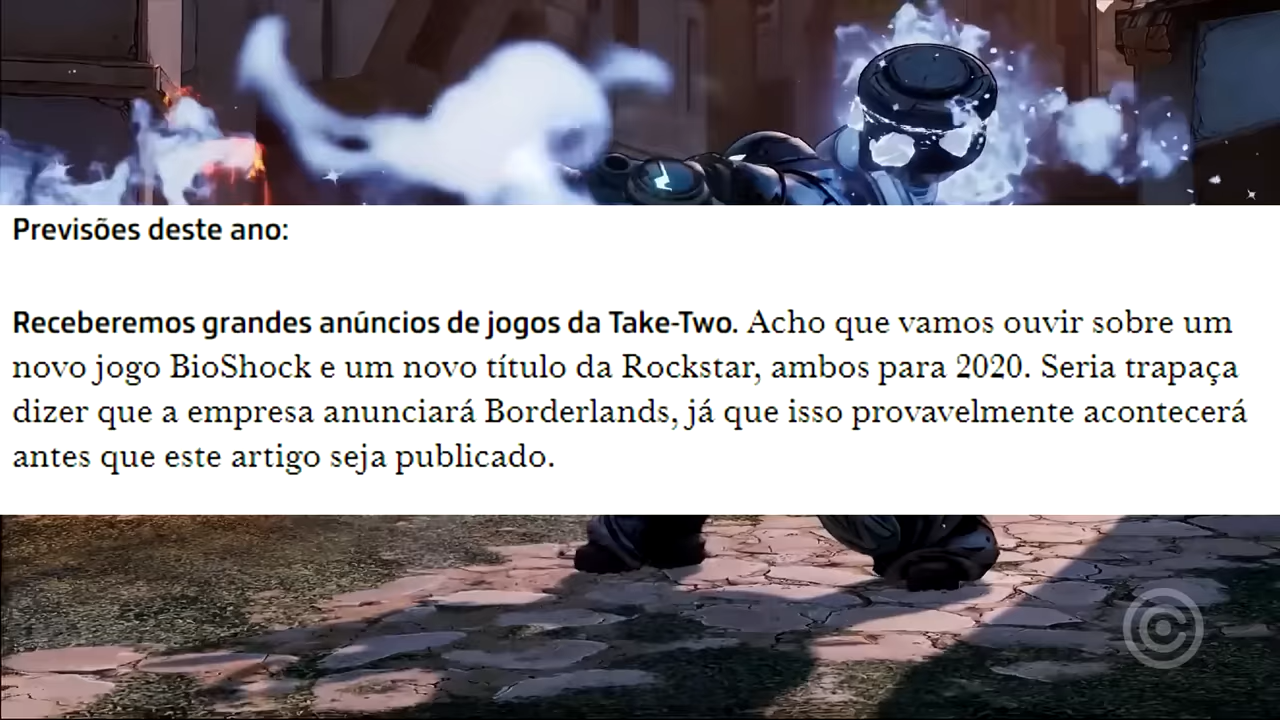 Previsões deste ano:
Receberemos grandes anúncios de jogos da Take-Two. Acho que vamos ouvir sobre um
novo jogo BioShock e um novo título da Rockstar, ambos para 2020. Seria trapaça
dizer que a empresa anunciará Borderlands, já que isso provavelmente acontecerá
antes que este artigo seja publicado.